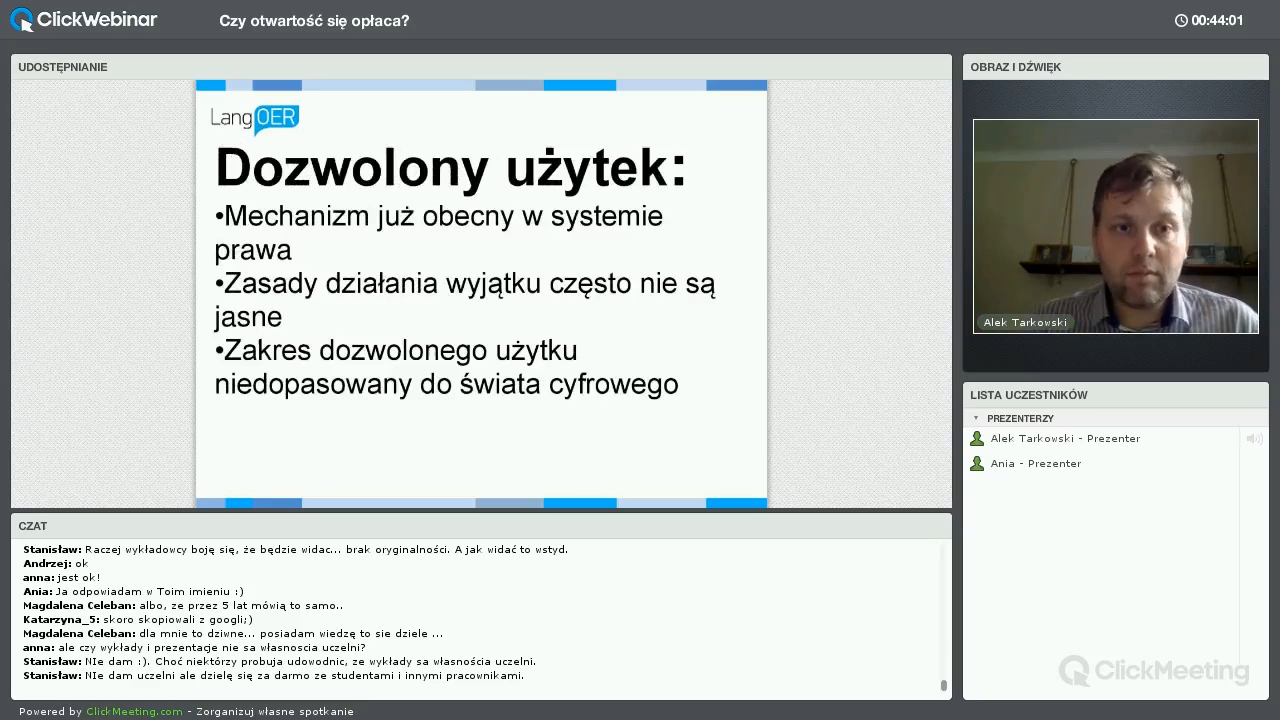 ClickWebinar
Czy otwartość się opłaca?
00:44:01
UDOSTĘPNIANIE
LangOER
Dozwolony użytek:
•Mechanizm już obecny w systemie
prawa
•Zasady działania wyjątku często nie są
jasne
•Zakres dozwolonego użytku
niedopasowany do świata cyfrowego
OBRAZ I DŹWIĘK
Alek Tarkowski
LISTA UCZESTNIKÓW
PREZENTERZY
Alek Tarkowski - Prezenter
Ania - Prezenter
CZAT
Stanisław: Raczej wykładowcy boję się, że będzie widac... brak oryginalności. A jak widać to wstyd.
Andrzej: ok
anna: jest ok!
Ania: Ja odpowiadam w Toim imieniu :)
Magdalena Celeban: albo, ze przez 5 lat mówią to samo..
Katarzyna_5: skoro skopiowali z googli;)
Magdalena Celeban: dla mnie to dziwne... posiadam wiedzę to sie dziele ...
anna: ale czy wykłady i prezentacje nie sa własnoscia uczelni?
Stanisław: NIe dam :). Choć niektórzy probuja udowodnic, ze wykłady sa własnościa uczelni.
Stanisław: NIe dam uczelni ale dzielę się za darmo ze studentami i innymi pracownikami.
ClickMeeting
Powered by ClickMeeting.com - Zorganizuj własne spotkanie